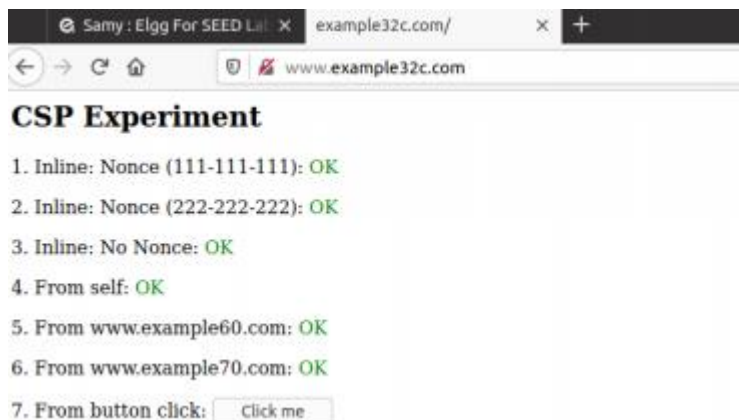 Samy : Elgg For SEED La
example32c.com/
www.example32c.com
CSP Experiment
1. Inline: Nonce (111-111-111): OK
2. Inline: Nonce (222-222-222): OK
3. Inline: No Nonce: OK
4. From self: OK
5. From www.example60.com: OK
6. From www.example70.com: OK
7. From button click: Click me